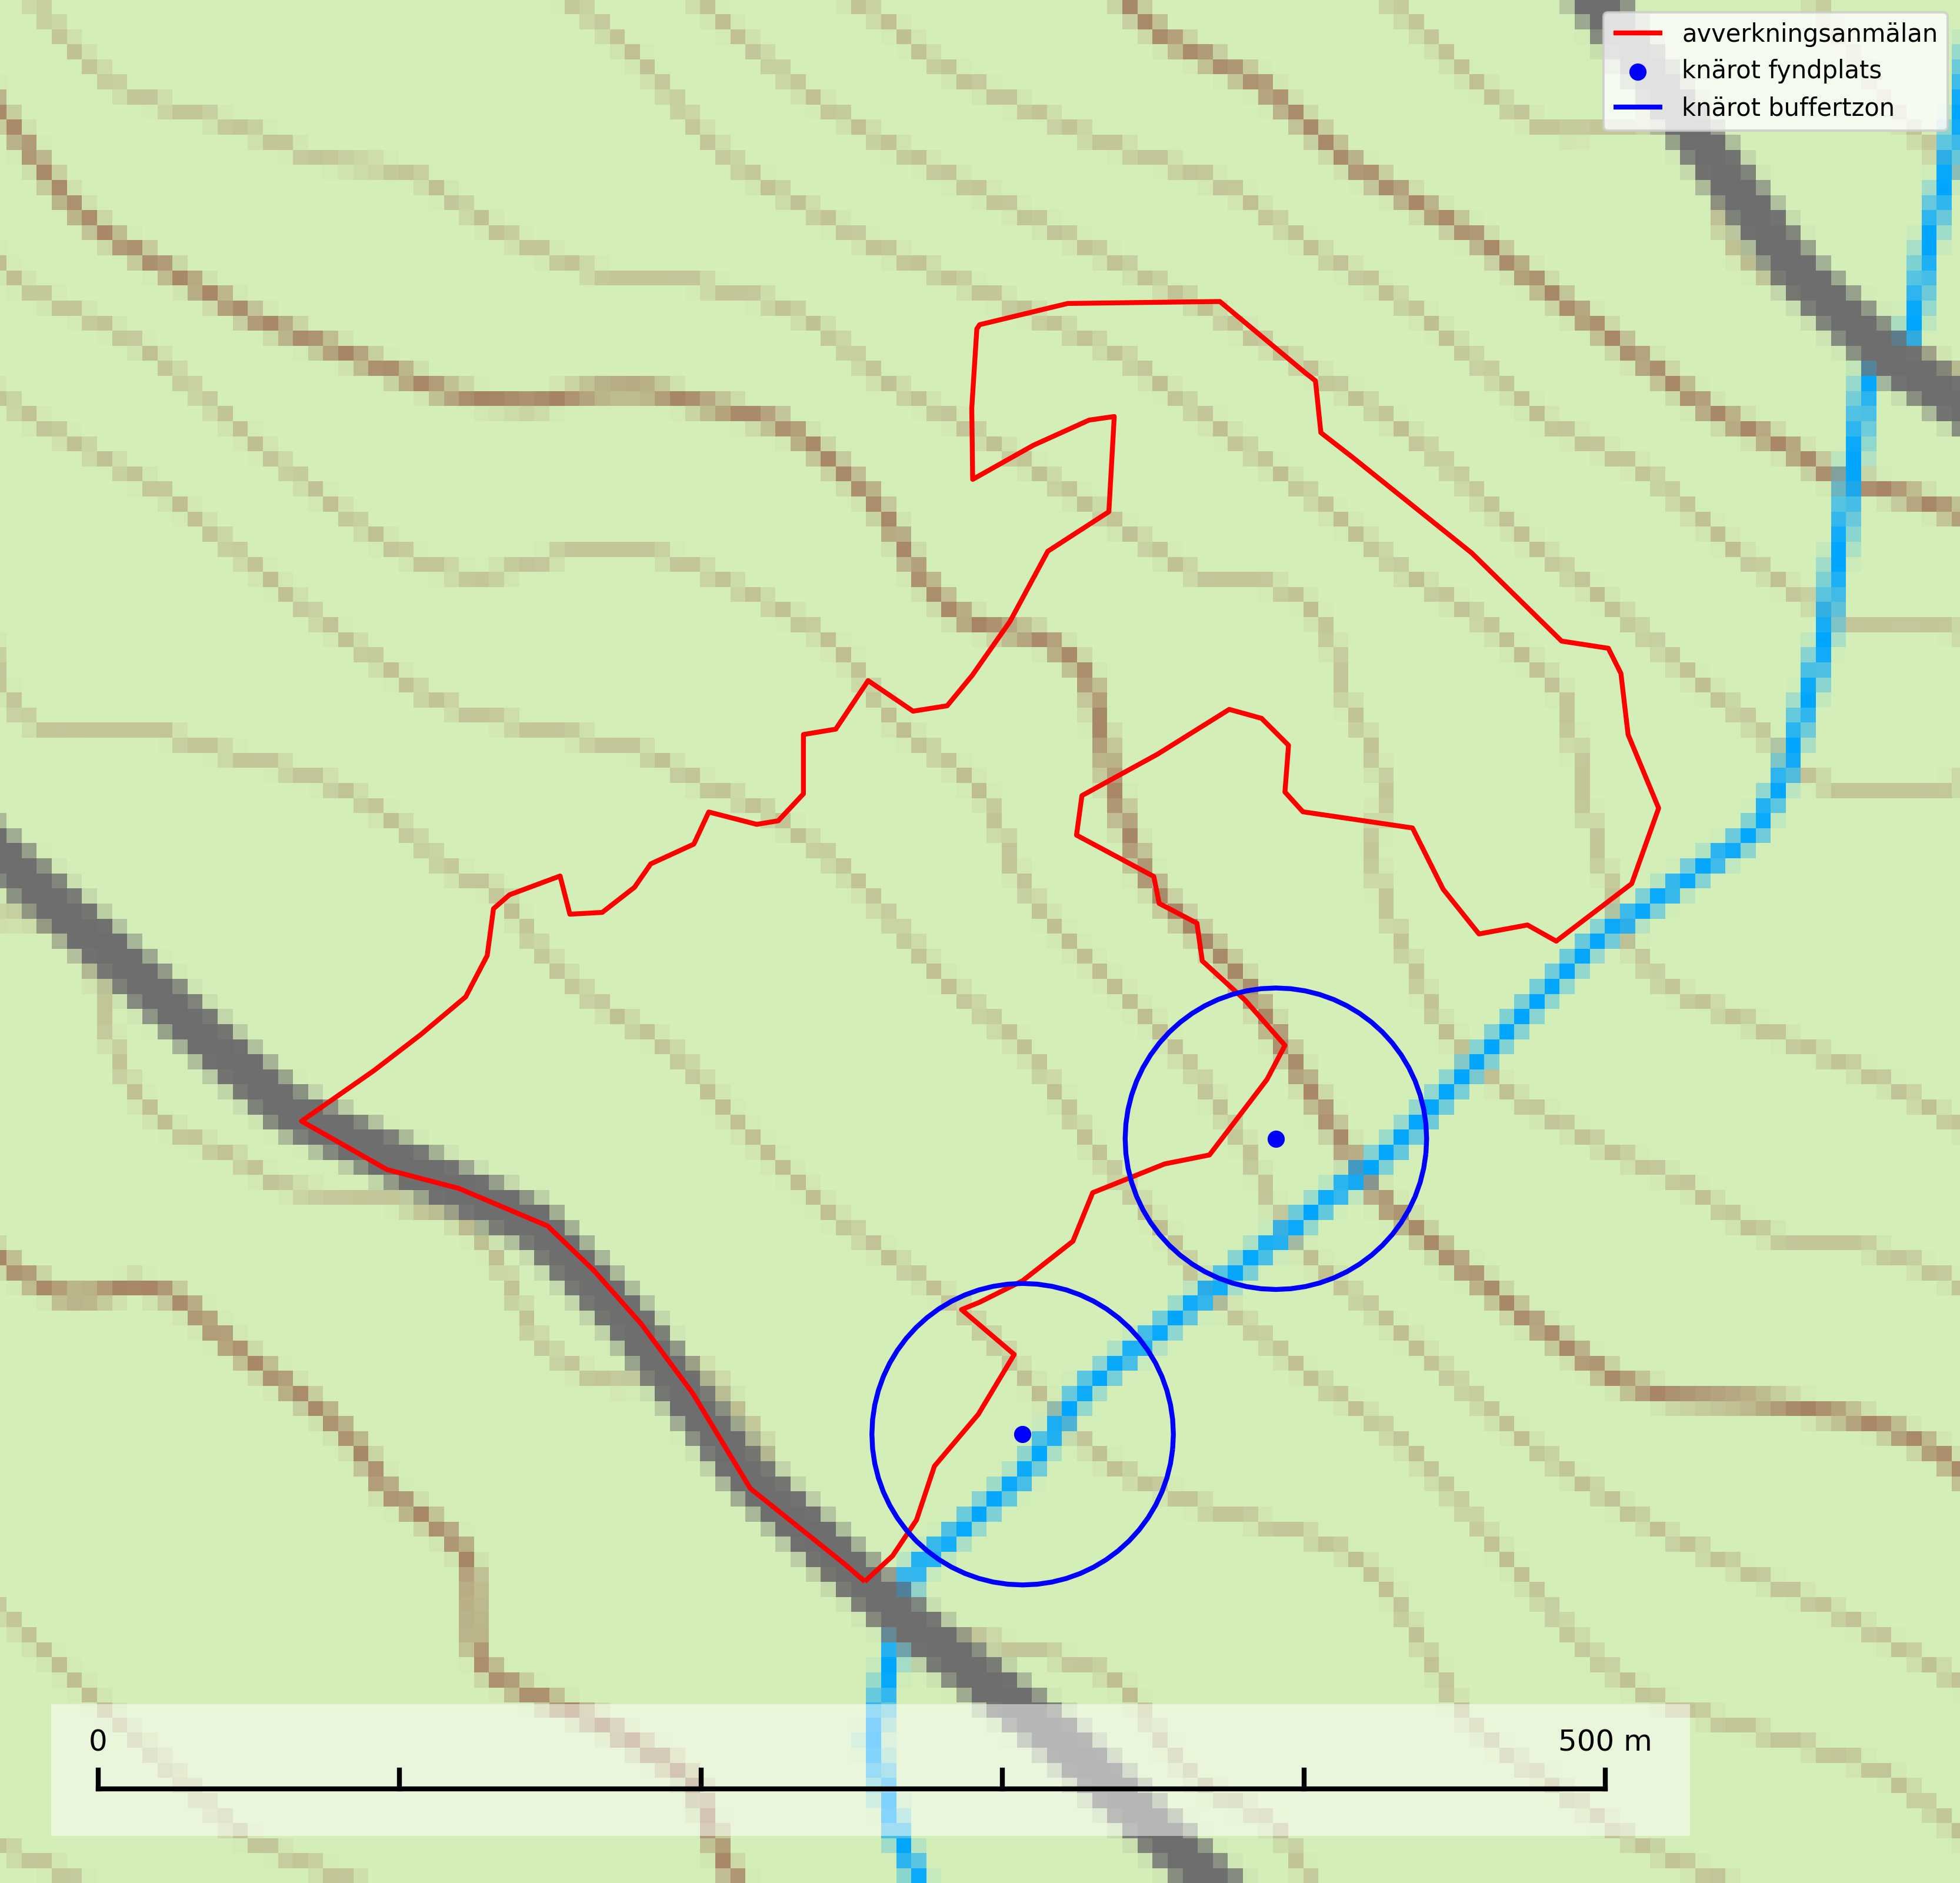 avverkningsanmälan
knärot fyndplats
knärot buffertzon
0
500 m